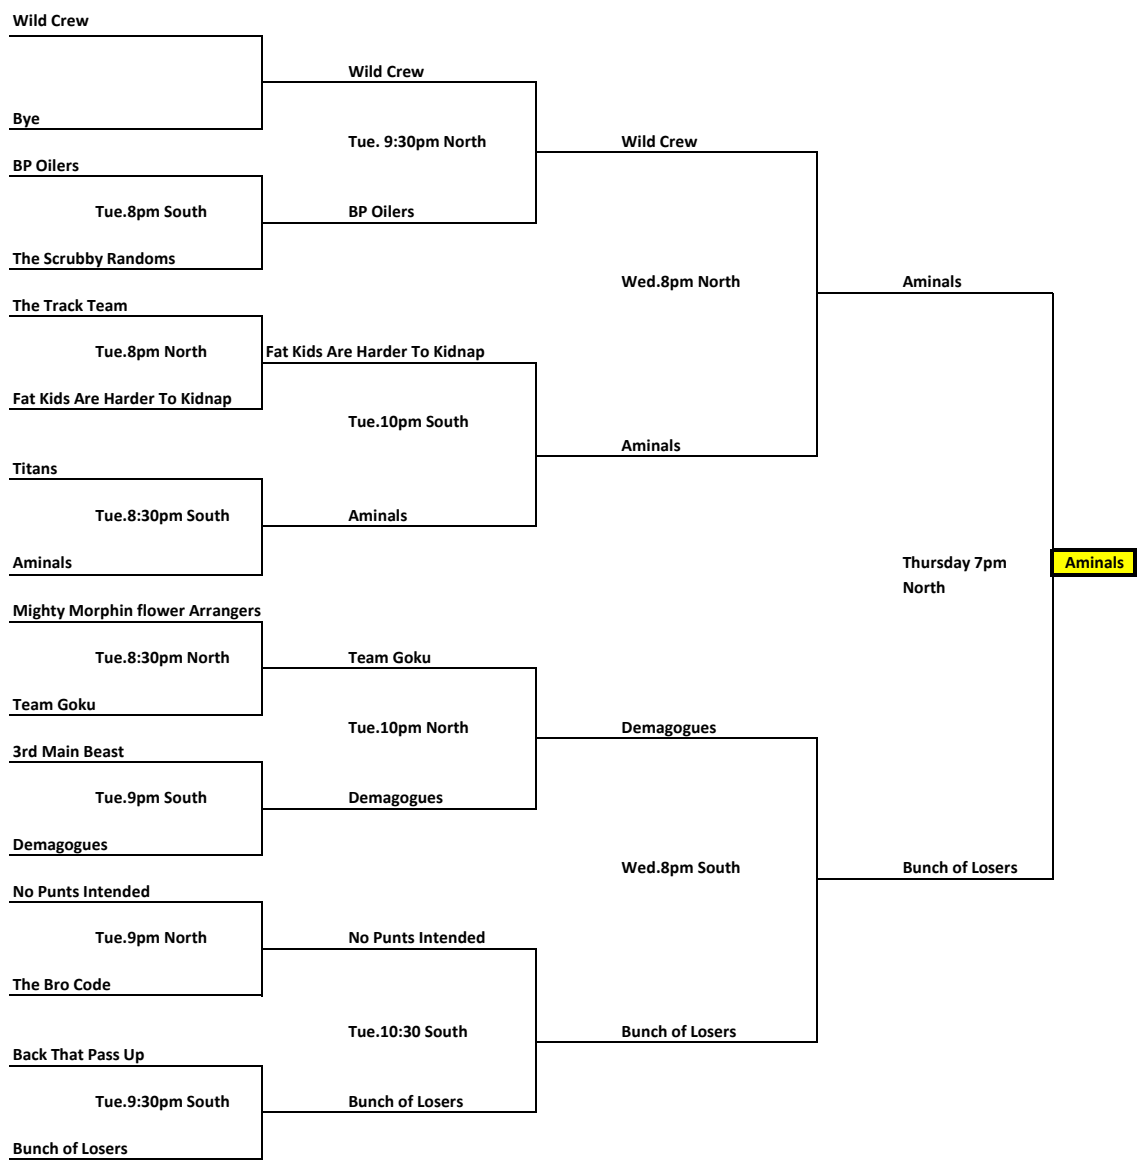 Wild Crew
Wild Crew
Bye
Tue. 9:30pm North
Wild Crew
BP Oilers
Tue.8pm South
BP Oilers
The Scrubby Randoms
Wed.8pm North
Aminals
The Track Team
Tue.8pm North
Fat Kids Are Harder To Kidnap
Fat Kids Are Harder To Kidnap
Tue.10pm South
Aminals
Titans
Tue.8:30pm South
Aminals
Aminals
Thursday 7pm
North
Aminals
Mighty Morphin flower Arrangers
Tue.8:30pm North
Team Goku
Team Goku
Tue.10pm North
Demagogues
3rd Main Beast
Tue.9pm South
Demagogues
Demagogues
Wed.8pm South
Bunch of Losers
No Punts Intended
Tue.9pm North
No Punts Intended
The Bro Code
Tue.10:30 South
Bunch of Losers
Back That Pass Up
Tue.9:30pm South
Bunch of Losers
Bunch of Losers